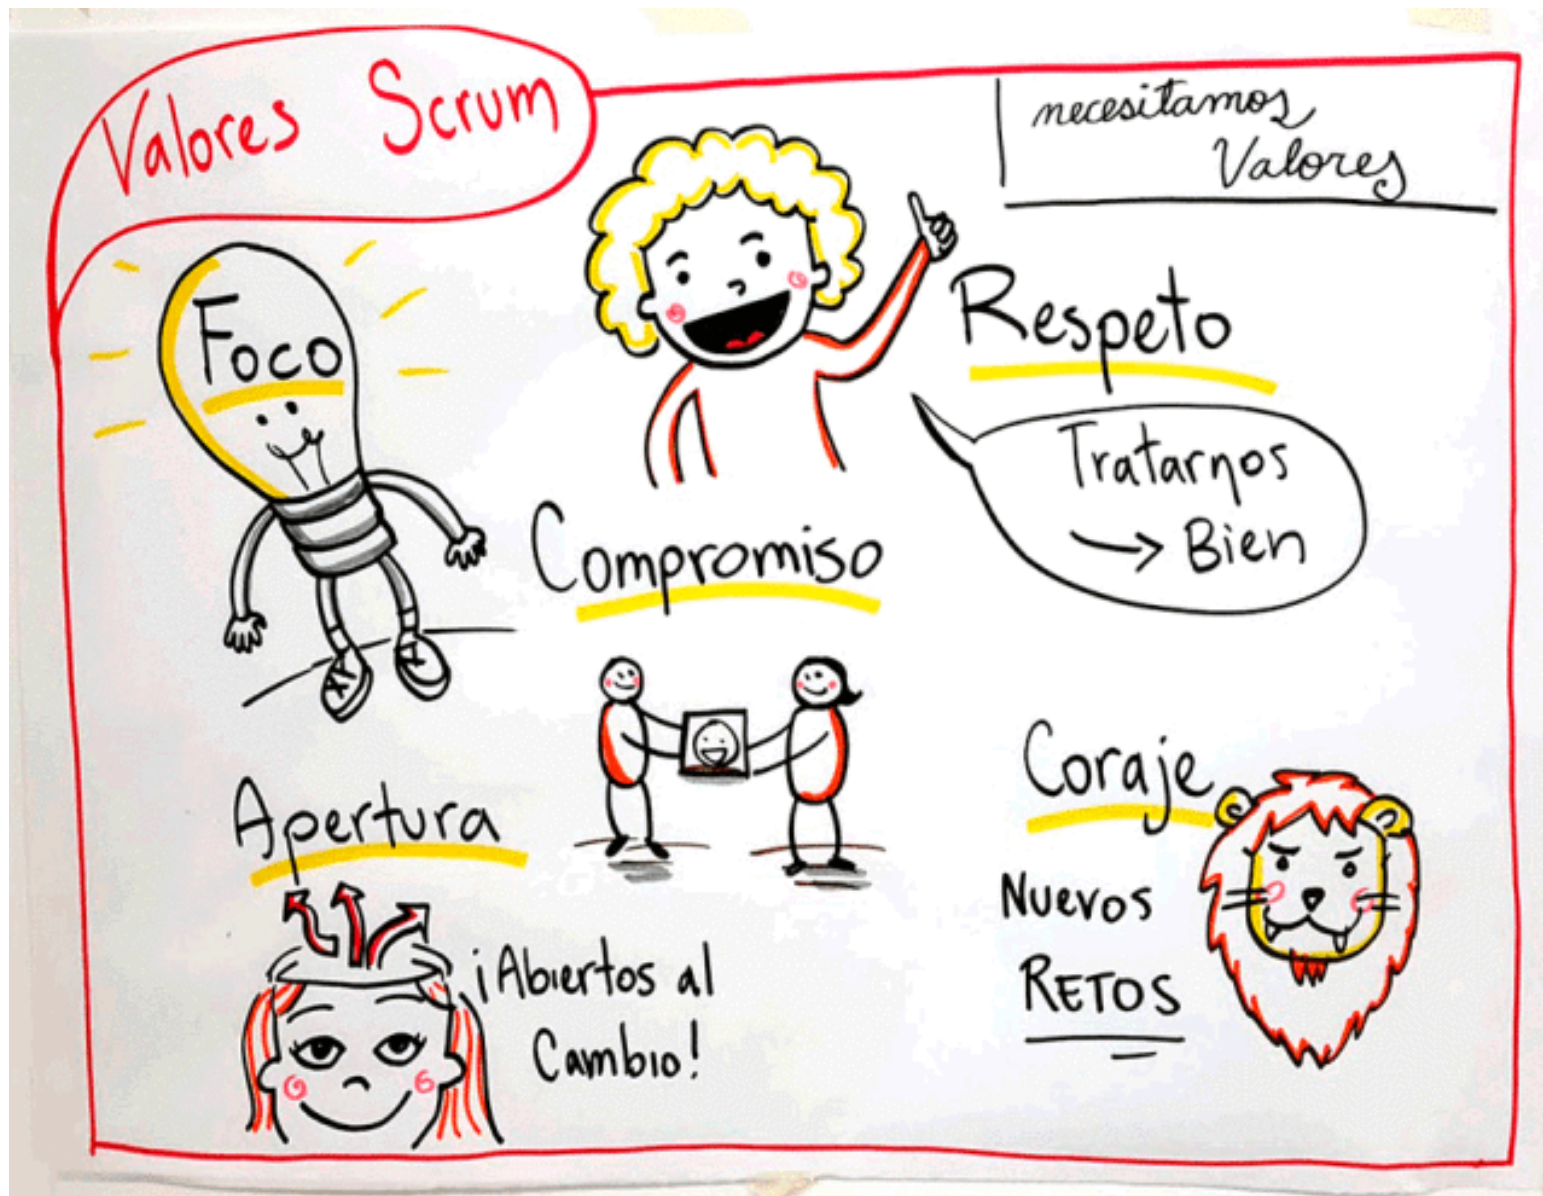 Valores Scrum
necesitamos
Valores
Foco
Respeto
Tratarnos
→ Bien
Compromiso
Apertura
¡Abiertos al
Cambio!
Coraje
Nuevos
RETOS